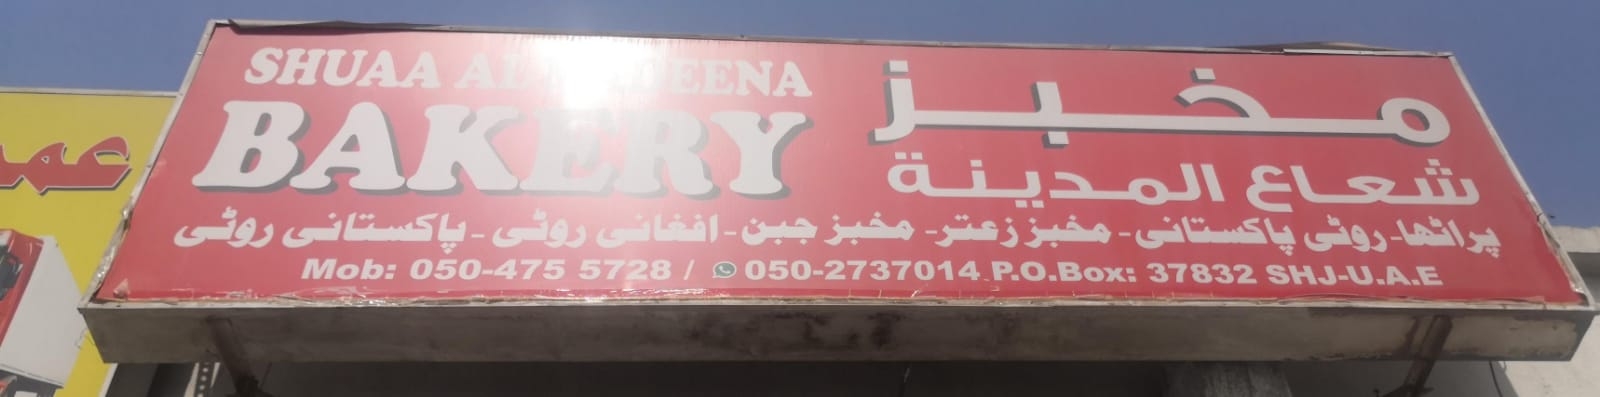 SHUAA AL MADEENA
BAKERY
مخبز
شعاع المدينة
پراٹھا - روٹی پاکستانی - مخبز زعتر - مخبز جبن - افغانی روٹی - پاکستانی روٹی
Mob: 050-475 5728 / 050-2737014 P.O.Box: 37832 SHJ-U.A.E